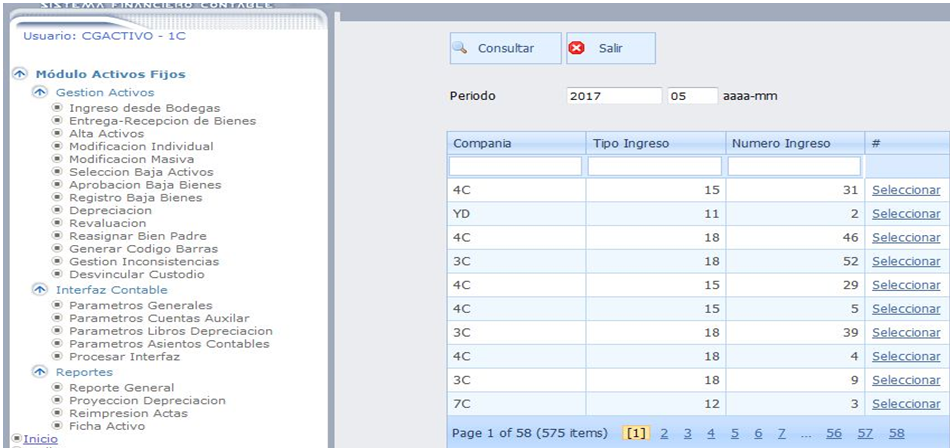 SISTEMA FINANCIERO CONTABLE
Usuario: CGACTIVO - 1C
Módulo Activos Fijos
Gestion Activos
Ingreso desde Bodegas
Entrega-Recepcion de Bienes
Alta Activos
Modificacion Individual
Modificacion Masiva
Seleccion Baja Activos
Aprobacion Baja Bienes
Registro Baja Bienes
Depreciacion
Revaluacion
Reasignar Bien Padre
Generar Codigo Barras
Gestion Inconsistencias
Desvincular Custodio
Interfaz Contable
Parametros Generales
Parametros Cuentas Auxilar
Parametros Libros Depreciacion
Parametros Asientos Contables
Procesar Interfaz
Reportes
Reporte General
Proyeccion Depreciacion
Reimpresion Actas
Ficha Activo
Inicio
Consultar Salir
Periodo 2017 05 aaaa-mm
Compania Tipo Ingreso Numero Ingreso #
4C 15 31 Seleccionar
YD 11 2 Seleccionar
4C 18 46 Seleccionar
3C 18 52 Seleccionar
4C 15 29 Seleccionar
4C 15 5 Seleccionar
3C 18 39 Seleccionar
4C 18 4 Seleccionar
3C 18 9 Seleccionar
7C 12 3 Seleccionar
Page 1 of 58 (575 items) [1] 2 3 4 5 6 7 ... 56 57 58